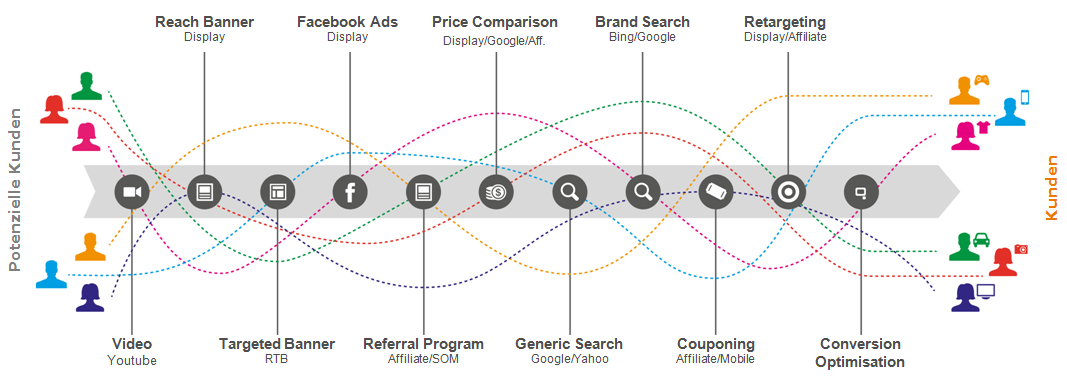 Reach Banner
Display
Facebook Ads
Display
Price Comparison
Display/Google/Aff.
Brand Search
Bing/Google
Retargeting
Display/Affiliate
Potenzielle Kunden
f
$
Kunden
Video
Youtube
Targeted Banner
RTB
Referral Program
Affiliate/SOM
Generic Search
Google/Yahoo
Couponing
Affiliate/Mobile
Conversion
Optimisation